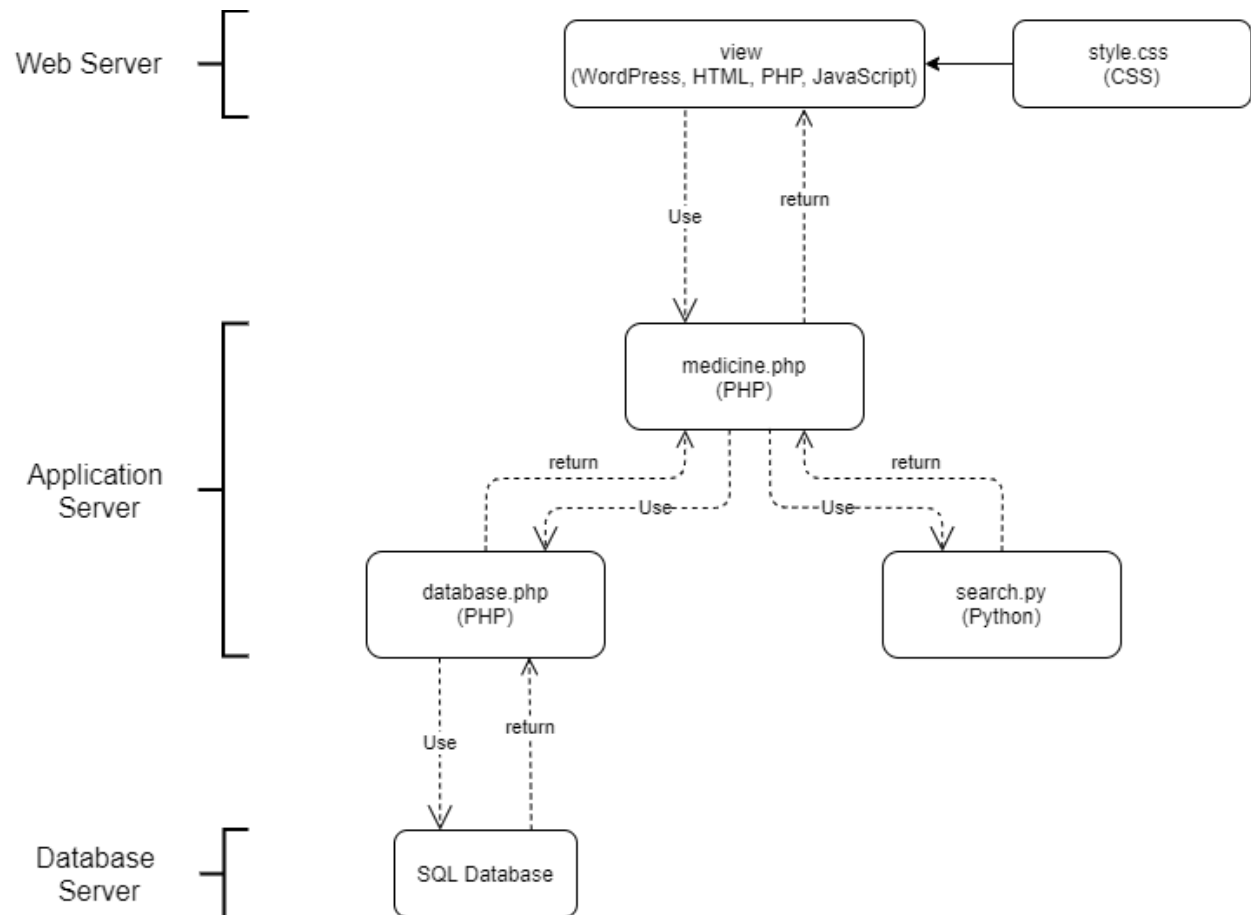 Web Server
view
(WordPress, HTML, PHP, JavaScript)
style.css
(CSS)
Use
return
Application
Server
medicine.php
(PHP)
return
Use
return
Use
database.php
(PHP)
search.py
(Python)
Use
return
Database
Server
SQL Database